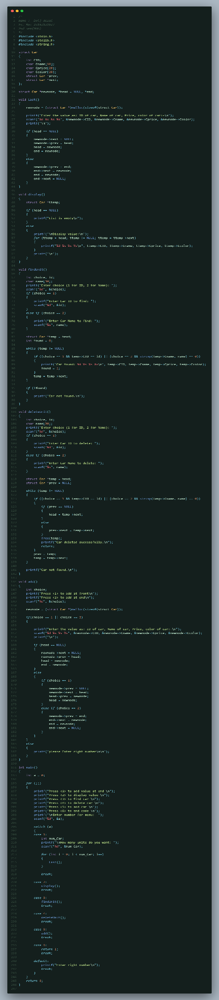 /*
Name :-
En. No:
2nd sem(BDA)
*/
#include <stdio.h>
#include <stdlib.h>
#include <string.h>
struct Car
{
    int CID;
    char Cname[30];
    char Cprice[20];
    char Ccolor[20];
    struct Car *prev;
    struct Car *next;
};
struct Car *newnode, *head = NULL, *end;
void Last()
{
    newnode = (struct Car *)malloc(sizeof(struct Car));
    printf("Enter the value as: ID of car, Name of car, Price, color of car:-\n");
    scanf("%d %s %s %s", &newnode->CID, &newnode->Cname, &newnode->Cprice, &newnode->Ccolor);
    printf("\n");
    if (head == NULL)
    {
        newnode->next = NULL;
        newnode->prev = head;
        head = newnode;
        end = newnode;
    }
    else
    {
        newnode->prev = end;
        end->next = newnode;
        end = newnode;
        end->next = NULL;
    }
}
void display()
{
    struct Car *ttemp;
    if (head == NULL)
    {
        printf("List is empty\n");
    }
    else
    {
        printf("\nDisplay value:\n");
        for (ttemp = head; ttemp != NULL; ttemp = ttemp->next)
        {
            printf("%d %s %s %s\n", ttemp->CID, ttemp->Cname, ttemp->Cprice, ttemp->Ccolor);
        }
        printf("\n");
    }
}
void findUnit()
{
    int choice, id;
    char name[30];
    printf("Enter choice (1 for ID, 2 for Name): ");
    scanf("%d", &choice);
    if (choice == 1)
    {
        printf("Enter Car ID to find: ");
        scanf("%d", &id);
    }
    else if (choice == 2)
    {
        printf("Enter Car Name to find: ");
        scanf("%s", name);
    }
    struct Car *temp = head;
    int found = 0;
    while (temp != NULL)
    {
        if ((choice == 1 && temp->CID == id) || (choice == 2 && strcmp(temp->Cname, name) == 0))
        {
            printf("Car found: %d %s %s %s\n", temp->CID, temp->Cname, temp->Cprice, temp->Ccolor);
            found = 1;
        }
        temp = temp->next;
    }
    if (!found)
    {
        printf("Car not found.\n");
    }
}
void deleteUnit()
{
    int choice, id;
    char name[30];
    printf("Enter choice (1 for ID, 2 for Name): ");
    scanf("%d", &choice);
    if (choice == 1)
    {
        printf("Enter Car ID to delete: ");
        scanf("%d", &id);
    }
    else if (choice == 2)
    {
        printf("Enter Car Name to delete: ");
        scanf("%s", name);
    }
    struct Car *temp = head;
    struct Car *prev = NULL;
    while (temp != NULL)
    {
        if ((choice == 1 && temp->CID == id) || (choice == 2 && strcmp(temp->Cname, name) == 0))
        {
            if (prev == NULL)
            {
                head = temp->next;
            }
            else
            {
                prev->next = temp->next;
            }
            free(temp);
            printf("Car deleted successfully.\n");
            return;
        }
        prev = temp;
        temp = temp->next;
    }
    printf("Car not found.\n");
}
void add()
{
    int choice;
    printf("Press <1> to add at front\n");
    printf("Press <2> to add at end\n");
    scanf("%d", &choice);
    newnode = (struct Car *)malloc(sizeof(struct Car));
    if(choice == 1 || choice == 2)
    {
        printf("Enter the value as: ID of car, Name of car, Price, color of car:-\n");
        scanf("%d %s %s %s", &newnode->CID, &newnode->Cname, &newnode->Cprice, &newnode->Ccolor);
        printf("\n");
        if (head == NULL)
        {
            newnode->next = NULL;
            newnode->prev = head;
            head = newnode;
            end = newnode;
        }
        else
        {
            if (choice == 1)
            {
                newnode->prev = NULL;
                newnode->next = head;
                head->prev = newnode;
                head = newnode;
            }
            else if (choice == 2)
            {
                newnode->prev = end;
                end->next = newnode;
                end = newnode;
                end->next = NULL;
            }
        }
    }
    else
    {
        printf("please Enter right number\n\n");
    }
}
int main()
{
    int a = 0;
    for (;;)
    {
        printf("Press <1> to add value at end \n");
        printf("Press <2> to display value \n");
        printf("Press <3> to find car \n");
        printf("Press <4> to delete car \n");
        printf("Press <5> to add car \n");
        printf("Press <6> to end code \n");
        printf("\nEnter number for menu:  ");
        scanf("%d", &a);
        switch (a)
        {
        case 1:
            int num_Car;
            printf("\nHow many units do you want: ");
            scanf("%d", &num_Car);
            for (int i = 0; i < num_Car; i++)
            {
                Last();
            }
            break;
        case 2:
            display();
            break;
        case 3:
            findUnit();
            break;
        case 4:
            deleteUnit();
            break;
        case 5:
            add();
            break;
        case 6:
            return 1;
            break;
        default:
            printf("Enter right number\n");
            break;
        }
    }
    return 0;
}